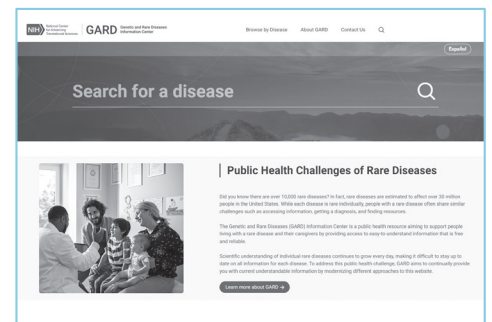 NIH
National Center
for Advancing
Translational Sciences
GARD
Genetic and Rare Diseases
Information Center
Browse by Disease
About GARD
Contact Us
Español
Search for a disease
Public Health Challenges of Rare Diseases
Did you know there are over 10,000 rare diseases? In fact, rare diseases are estimated to affect over 30 million
people in the United States. While each disease is rare individually, people with a rare disease often share similar
challenges such as accessing information, getting a diagnosis, and finding resources.
The Genetic and Rare Diseases (GARD) Information Center is a public health resource aiming to support people
living with a rare disease and their caregivers by providing access to easy-to-understand information that is free
and reliable.
Scientific understanding of individual rare diseases continues to grow every day, making it difficult to stay up to
date on all information for each disease. To address this public health challenge, GARD aims to continually provide
you with current understandable information by modernizing different approaches to this website.
Learn more about GARD →